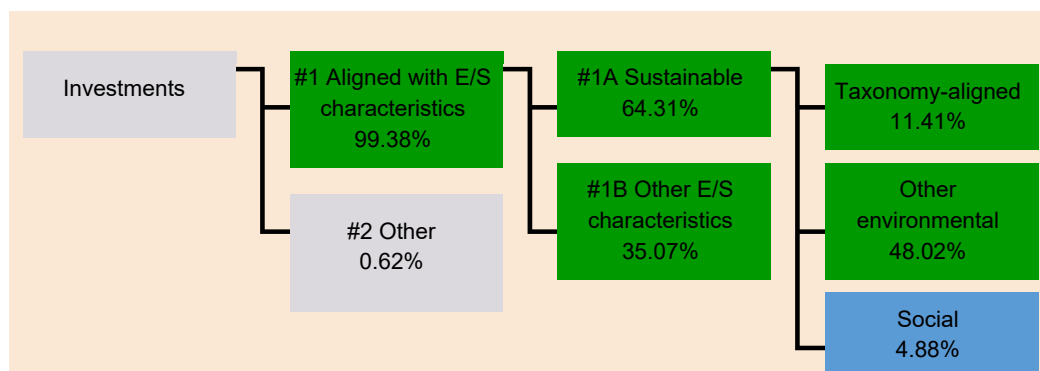 Investments
#1 Aligned with E/S
characteristics
99.38%
#2 Other
0.62%
#1A Sustainable
64.31%
#1B Other E/S
characteristics
35.07%
Taxonomy-aligned
11.41%
Other
environmental
48.02%
Social
4.88%